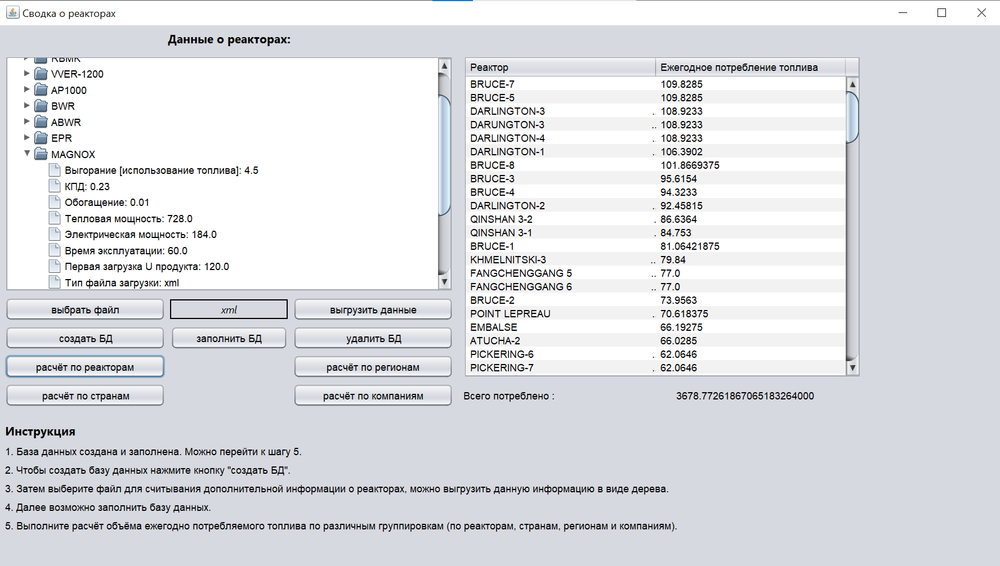 Сводка о реакторах
Данные о реакторах:
RBMK
VVER-1200
AP1000
BWR
ABWR
EPR
MAGNOX
Выгорание [использование топлива]: 4.5
КПД: 0.23
Обогащение: 0.01
Тепловая мощность: 728.0
Электрическая мощность: 184.0
Время эксплуатации: 60.0
Первая загрузка U продукта: 120.0
Тип файла загрузки: xml
выбрать файл xml выгрузить данные
создать БД заполнить БД удалить БД
расчёт по реакторам расчёт по регионам
расчёт по странам расчёт по компаниям
Реактор Ежегодное потребление топлива
BRUCE-7 109.8285
BRUCE-5 109.8285
DARLINGTON-3 .. 108.9233
DARUNGTON-3 .. 108.9233
DARLINGTON-4 .. 108.9233
DARLINGTON-1 .. 106.3902
BRUCE-8 101.8669375
BRUCE-3 95.6154
BRUCE-4 94.3233
DARLINGTON-2 .. 92.45815
QINSHAN 3-2 . 86.6364
QINSHAN 3-1 . 84.753
BRUCE-1 81.06421875
KHMELNITSKI-3 .. 79.84
FANGCHENGGANG 5 .. 77.0
FANGCHENGGANG 6 .. 77.0
BRUCE-2 73.9563
POINT LEPREAU .. 70.618375
EMBALSE 66.19275
ATUCHA-2 66.0285
PICKERING-6 .. 62.0646
PICKERING-7 .. 62.0646
Всего потреблено : 3678.77261867065183264000
Инструкция
1. База данных создана и заполнена. Можно перейти к шагу 5.
2. Чтобы создать базу данных нажмите кнопку "создать БД".
3. Затем выберите файл для считывания дополнительной информации о реакторах, можно выгрузить данную информацию в виде дерева.
4. Далее возможно заполнить базу данных.
5. Выполните расчёт объёма ежегодно потребляемого топлива по различным группировкам (по реакторам, странам, регионам и компаниям).